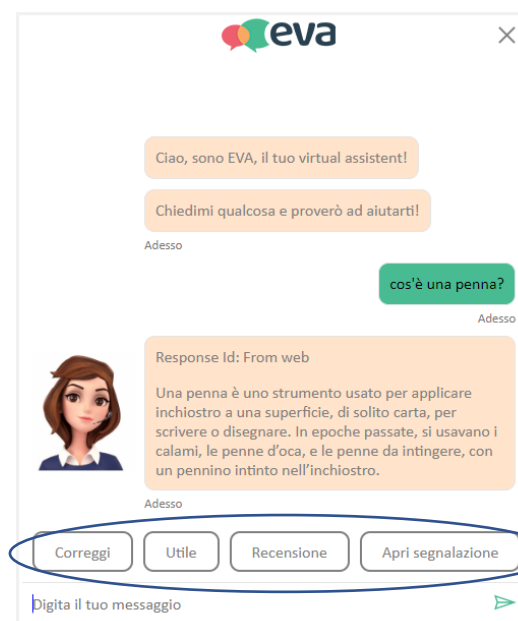 eva
Ciao, sono EVA, il tuo virtual assistent!
Chiedimi qualcosa e proverò ad aiutarti!
Adesso
cos'è una penna?
Adesso
Response Id: From web
Una penna è uno strumento usato per applicare
inchiostro a una superficie, di solito carta, per
scrivere o disegnare. In epoche passate, si usavano i
calami, le penne d’oca, e le penne da intingere, con
un pennino intinto nell’inchiostro.
Adesso
Correggi Utile Recensione Apri segnalazione
Digita il tuo messaggio